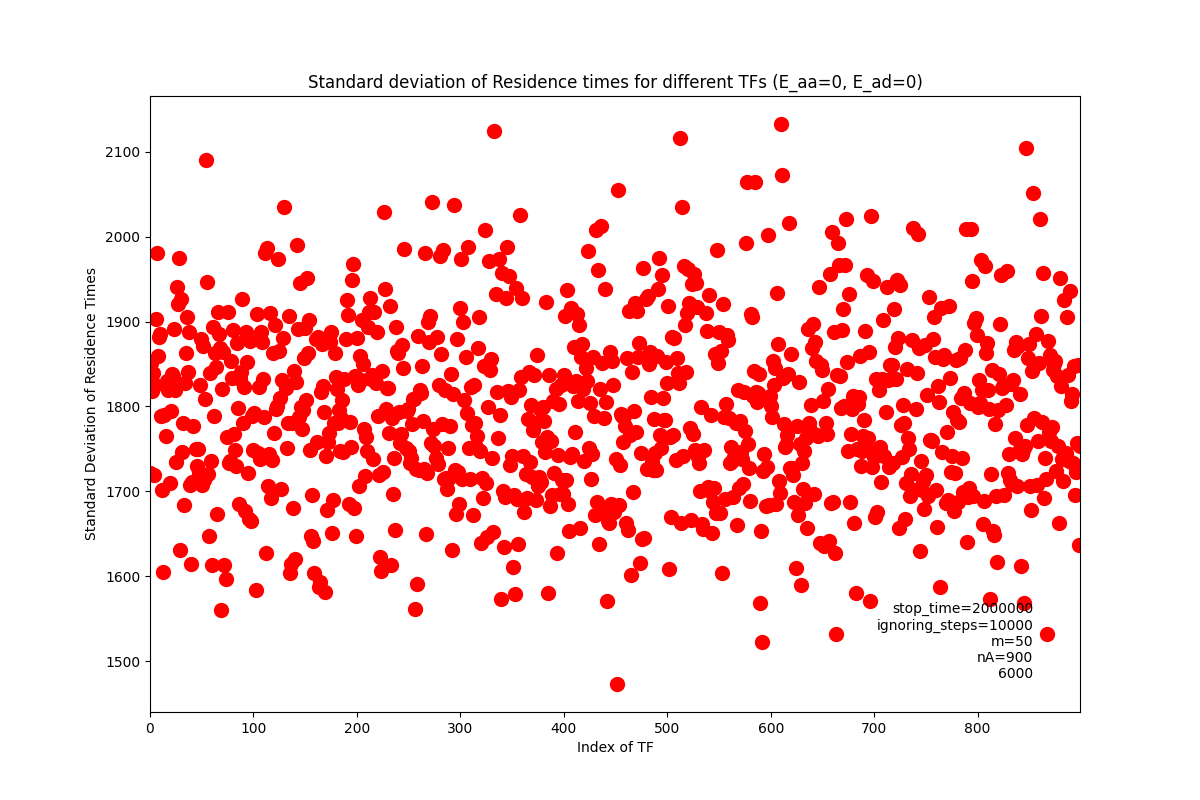 Standard deviation of Residence times for different TFs (E_aa=0, E_ad=0)
Standard Deviation of Residence Times
2100
2000
1900
1800
1700
1600
1500
stop_time=2000000
ignoring_steps=10000
m=50
nA=900
6000
0 100 200 300 400 500 600 700 800
Index of TF